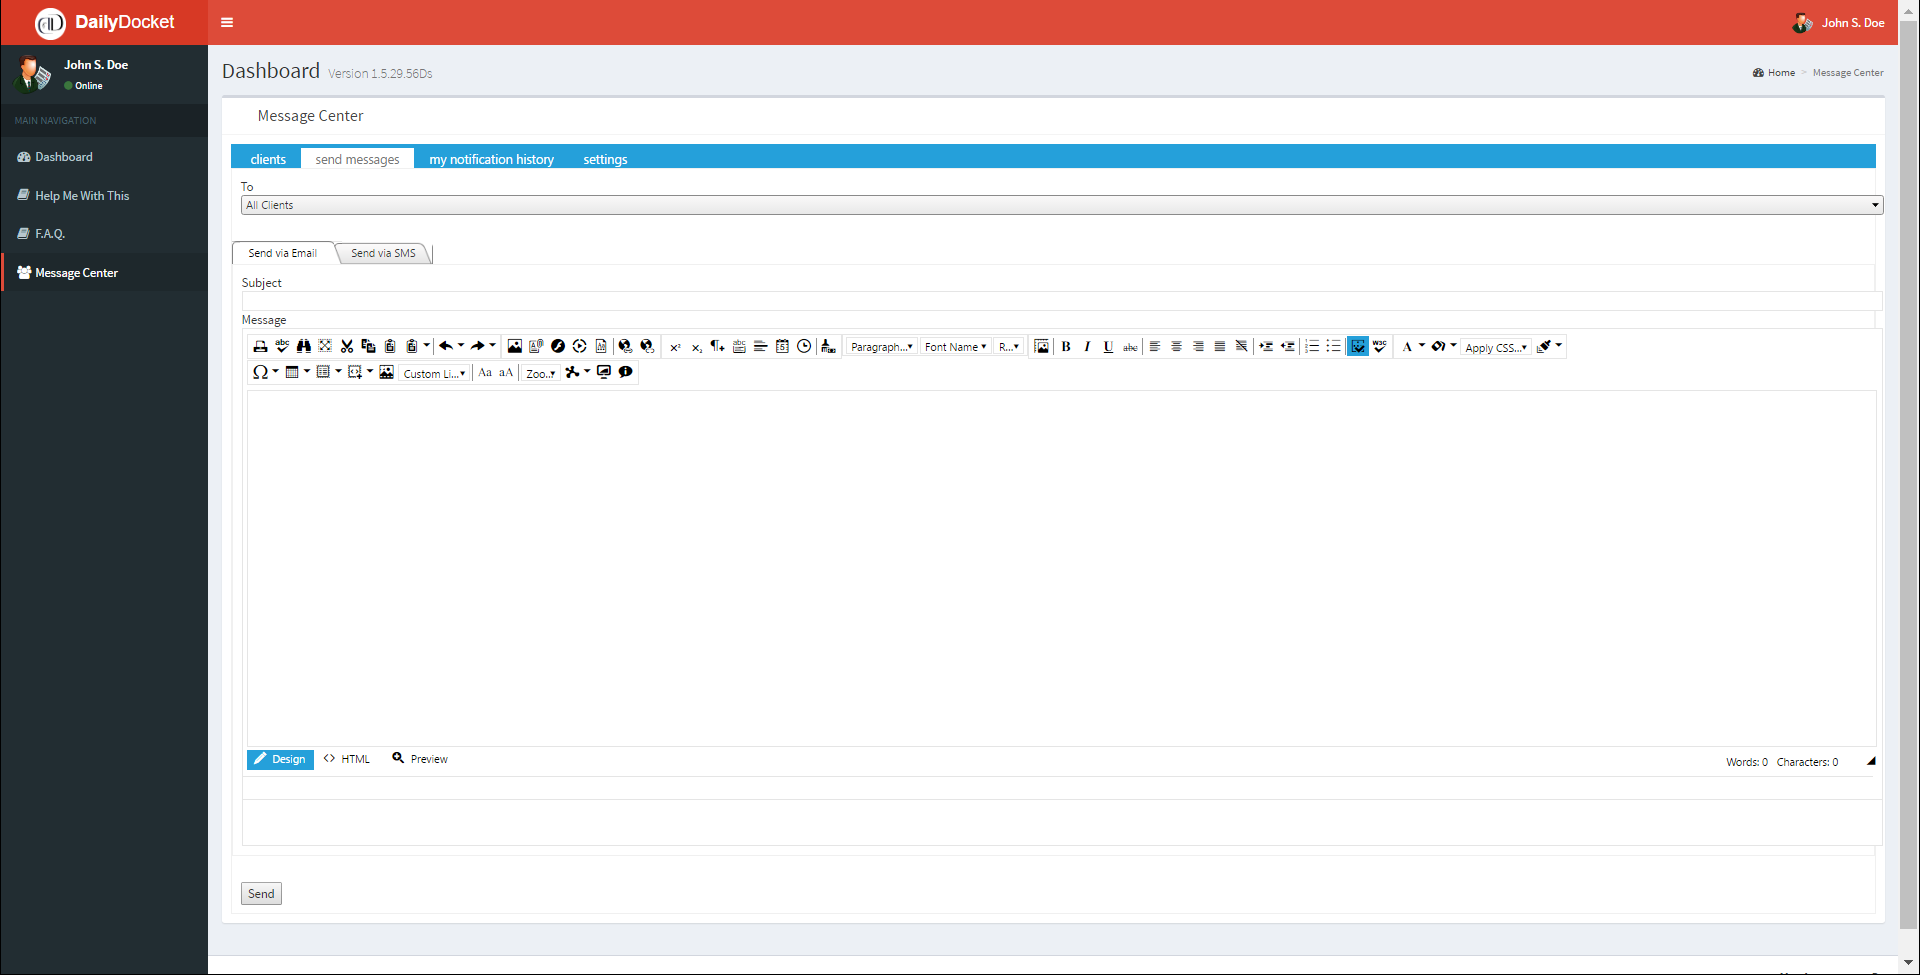 DailyDocket
John S. Doe
John S. Doe
Online
Dashboard Version 1.5.29.56Ds
Home > Message Center
MAIN NAVIGATION
Dashboard
Help Me With This
F.A.Q.
Message Center
Message Center
clients send messages my notification history settings
To
All Clients
Send via Email Send via SMS
Subject
Message
Paragraph... Font Name R... B I U abc A Apply CSS...
Ω Custom Li... Aa aA Zoo...
Design HTML Preview
Words: 0 Characters: 0
Send